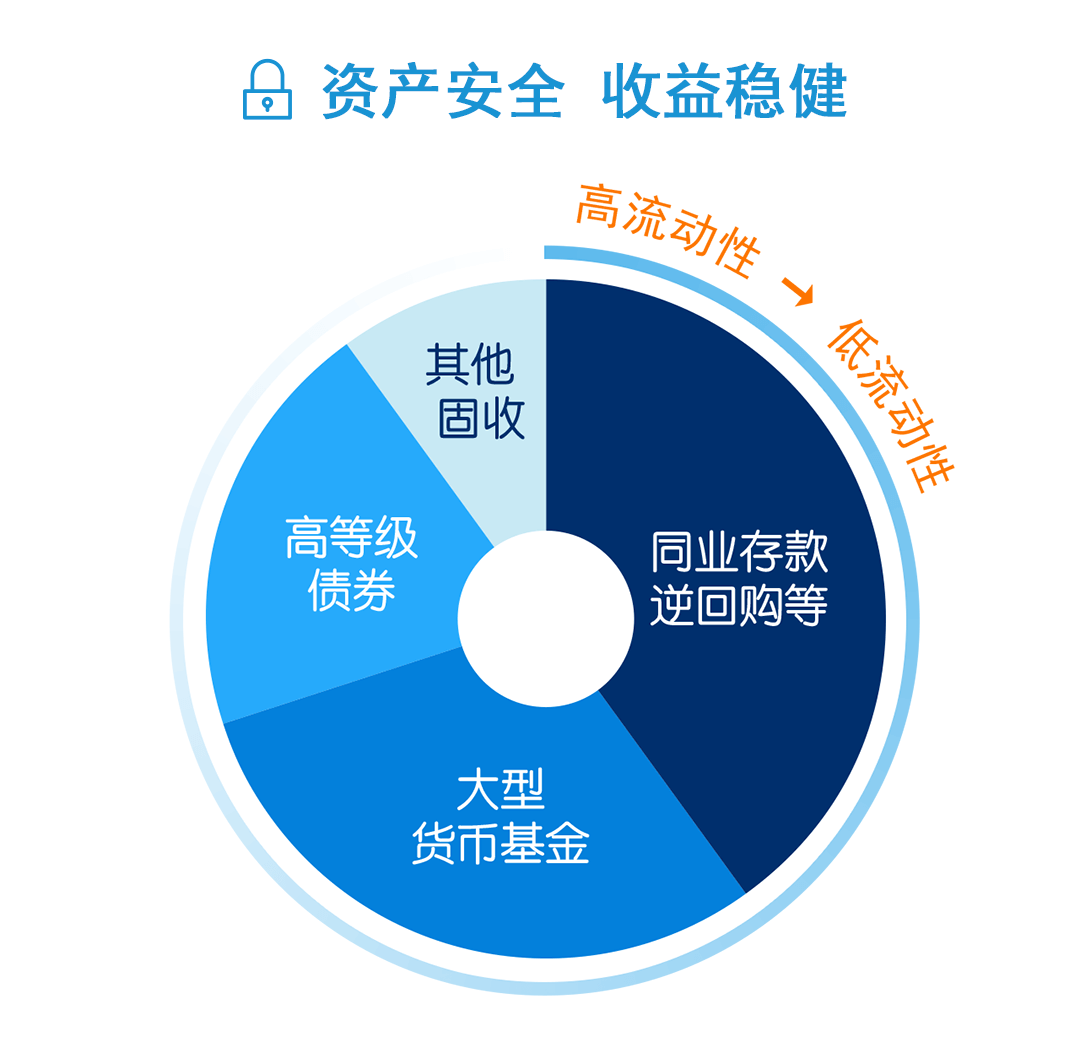 资产安全 收益稳健
高流动性 → 低流动性
其他
固收
同业存款
逆回购等
高等级
债券
大型
货币基金